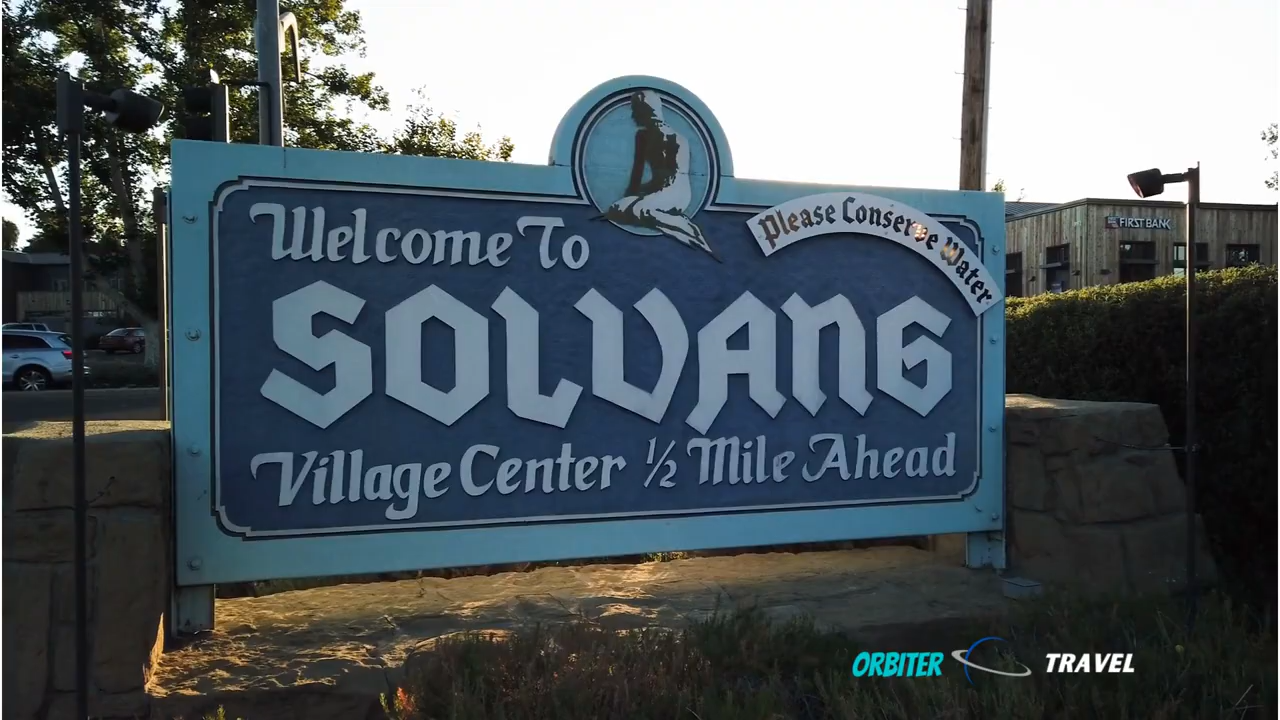 Welcome To
Please Conserve Water
SOLVANG
Village Center 1/2 Mile Ahead
FIRST BANK
ORBITER TRAVEL